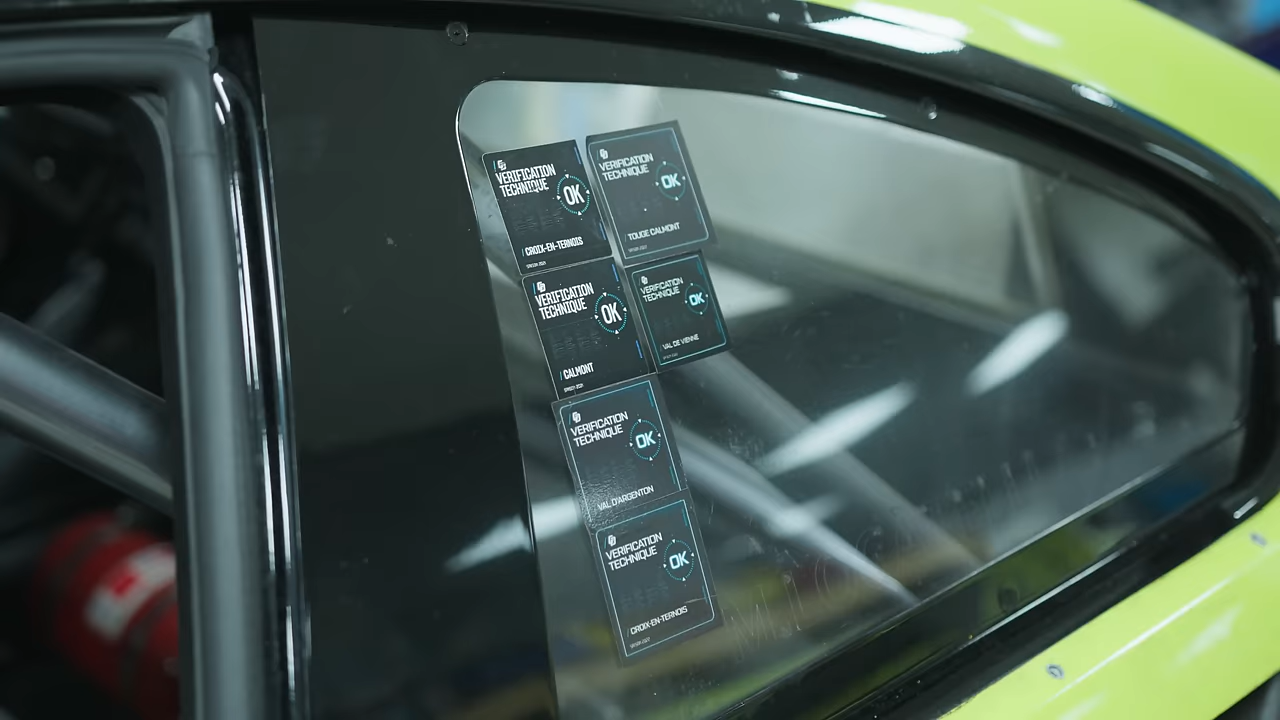 VERIFICATION
TECHNIQUE
OK
CROIX-EN-TERNOIS
VERIFICATION
TECHNIQUE
OK
TOUGE CALMONT
VERIFICATION
TECHNIQUE
OK
CALMONT
VERIFICATION
TECHNIQUE
OK
VAL DE VIENNE
VERIFICATION
TECHNIQUE
OK
VAL D'ARGENTON
VERIFICATION
TECHNIQUE
OK
CROIX-EN-TERNOIS